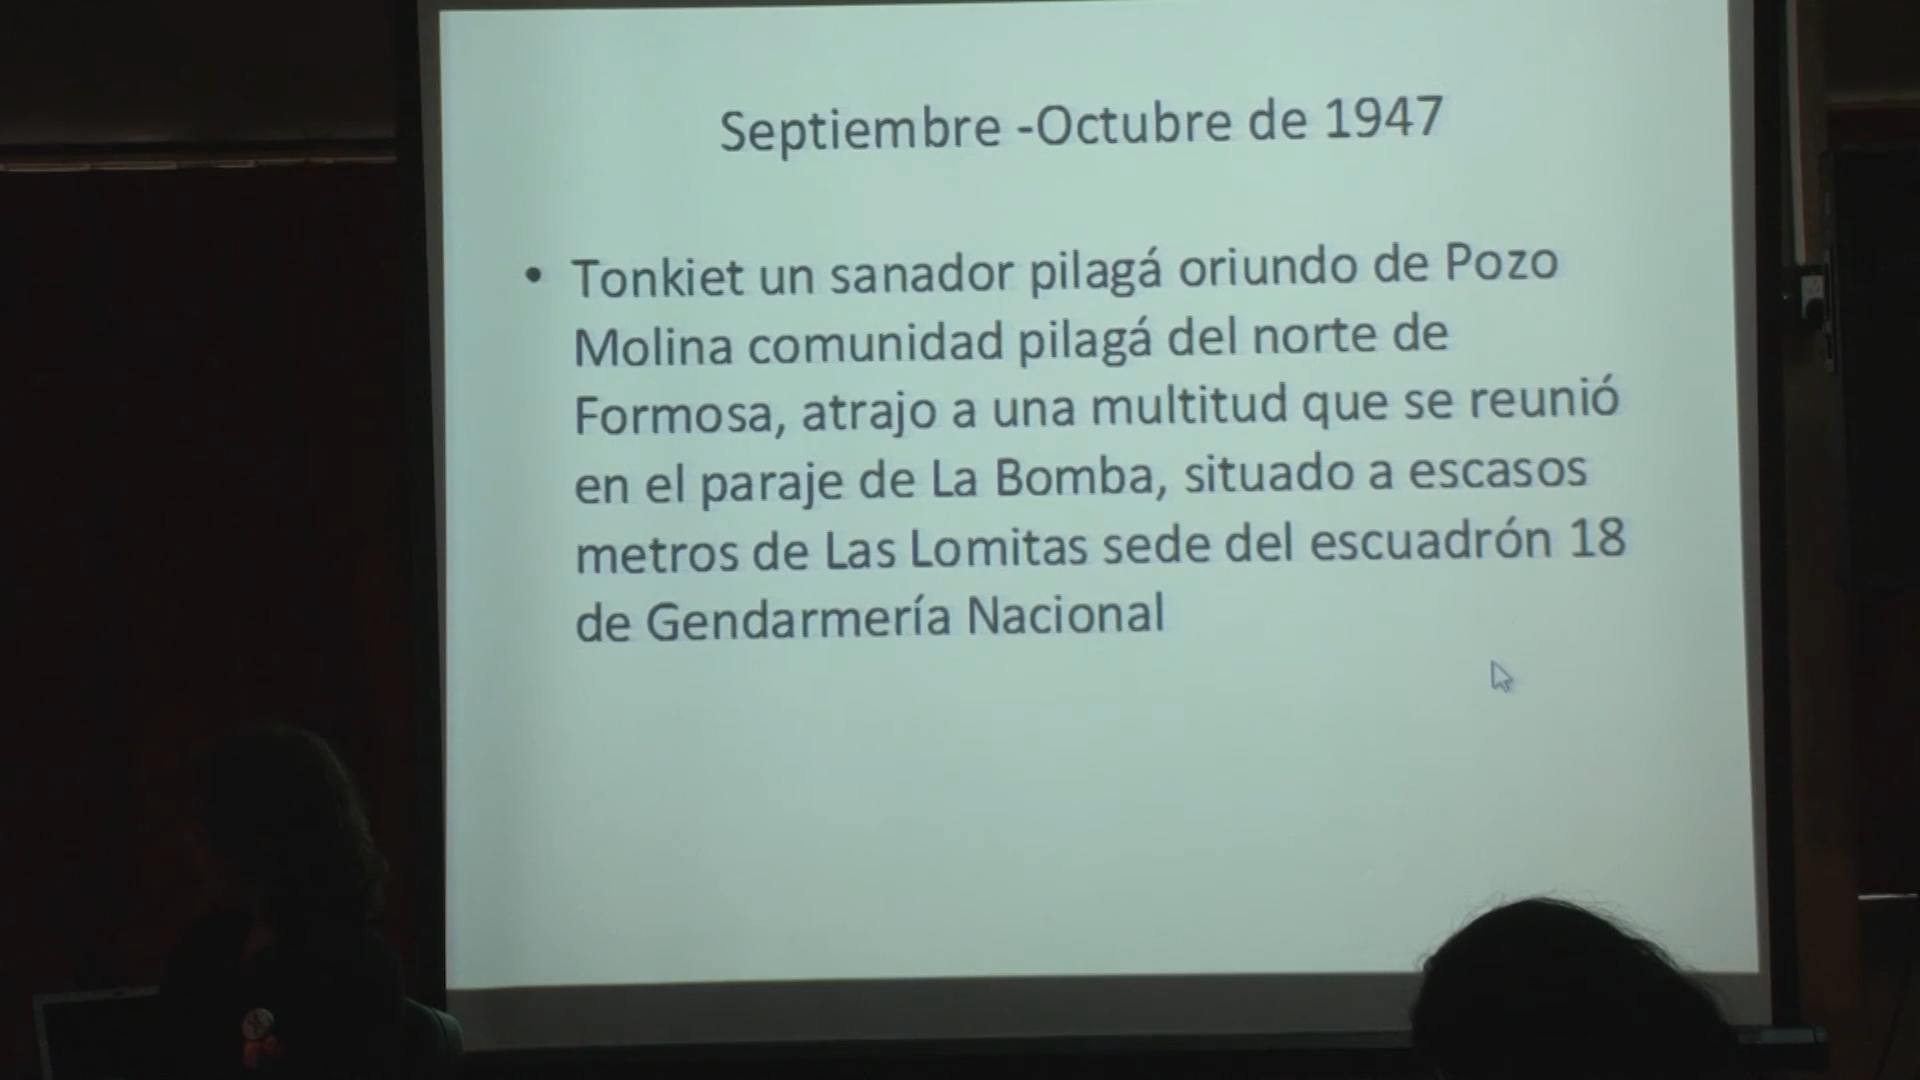 Septiembre -Octubre de 1947
• Tonkiet un sanador pilagá oriundo de Pozo
Molina comunidad pilagá del norte de
Formosa, atrajo a una multitud que se reunió
en el paraje de La Bomba, situado a escasos
metros de Las Lomitas sede del escuadrón 18
de Gendarmería Nacional